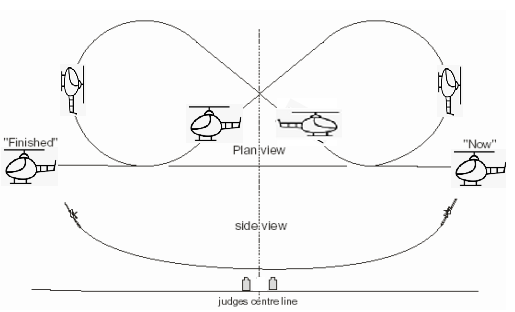 "Finished"
"Now"
Plan view
side view
judges centre line